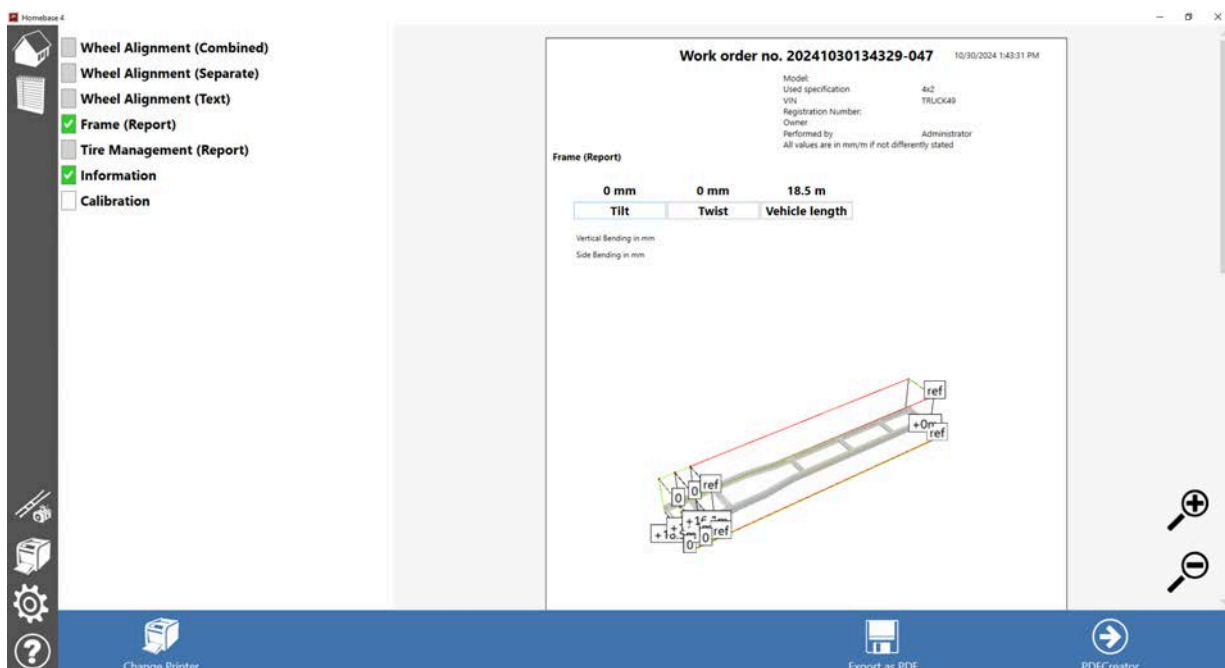 Homebase 4
Wheel Alignment (Combined)
Wheel Alignment (Separate)
Wheel Alignment (Text)
Frame (Report)
Tire Management (Report)
Information
Calibration
Work order no. 20241030134329-047 10/30/2024 1:43:31 PM
Model:
Used specification 4x2
VIN TRUCK49
Registration Number:
Owner
Performed by Administrator
All values are in mm/m if not differently stated
Frame (Report)
0 mm 0 mm 18.5 m
Tilt Twist Vehicle length
Vertical Bending in mm
Side Bending in mm
ref
+0m
ref
0 0 ref
0 0 ref
Change Printer Export as PDF PDFCreator